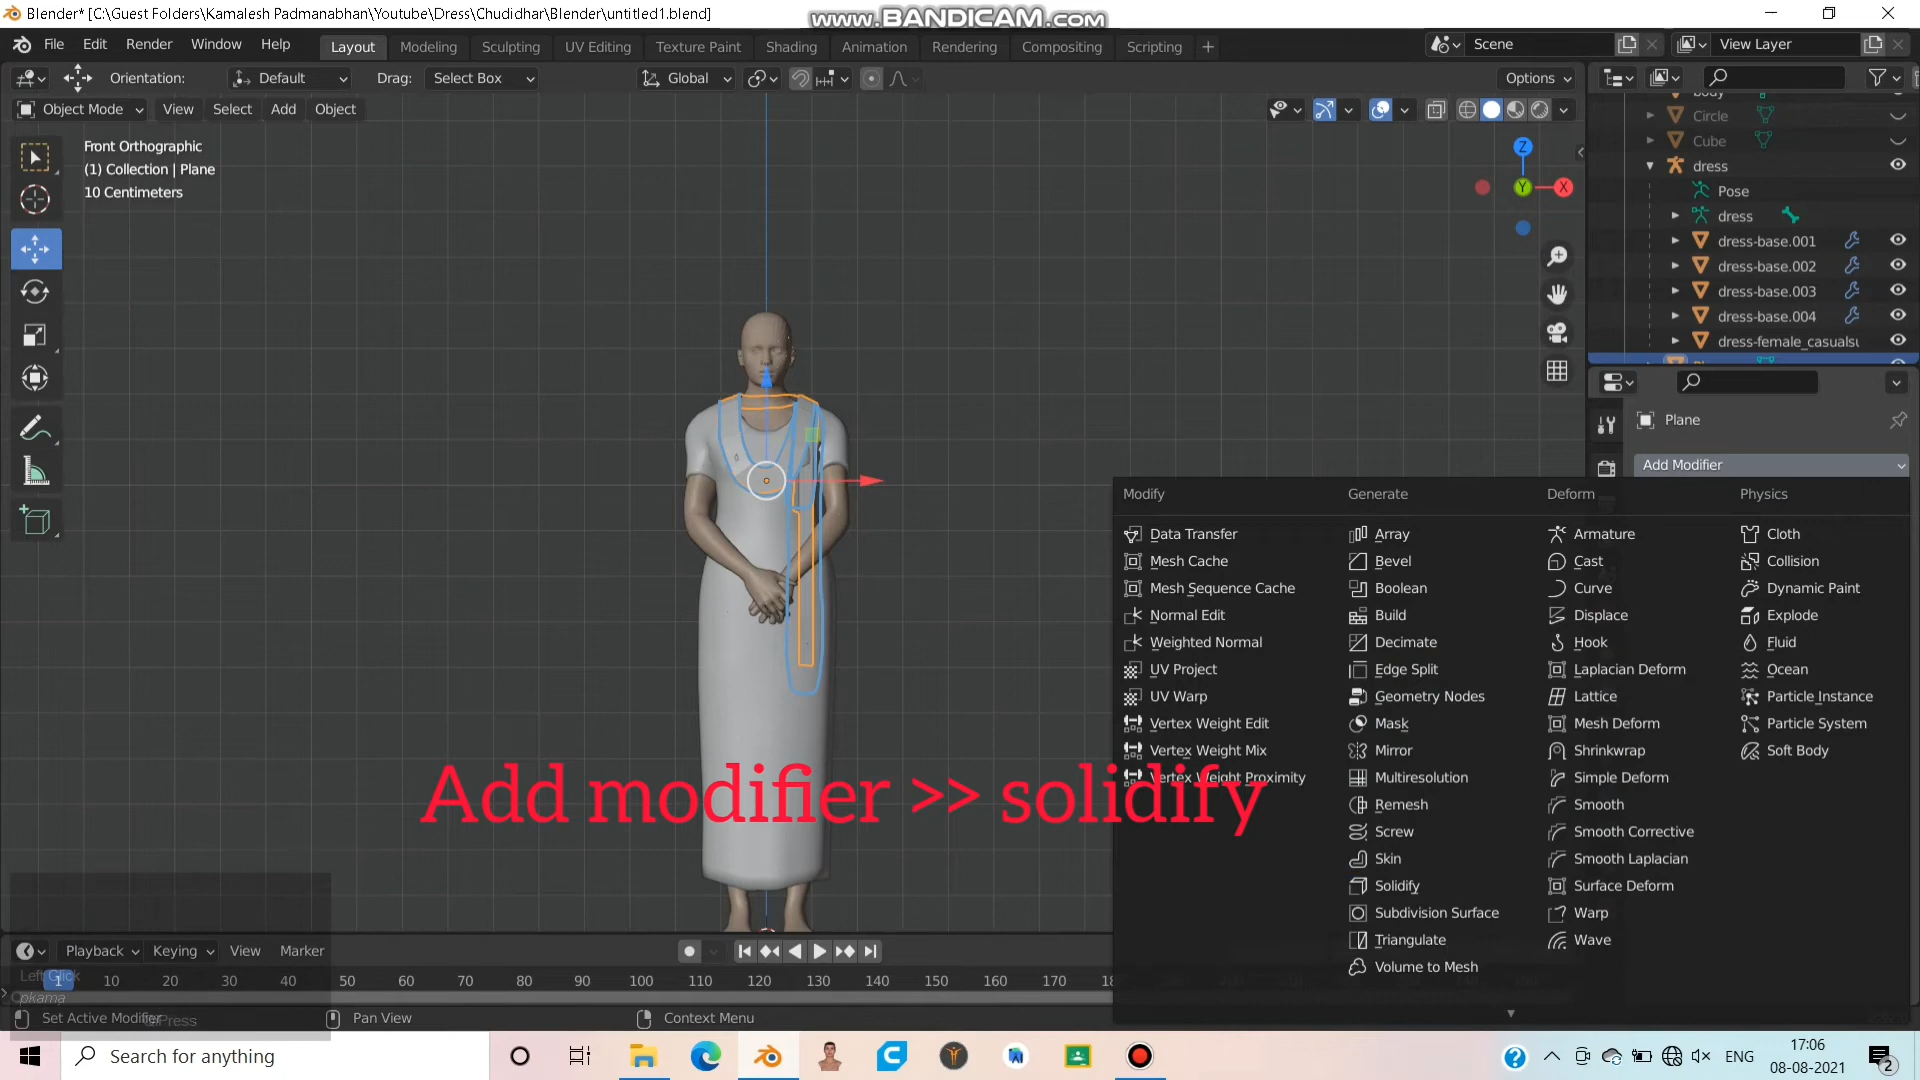 Blender* [C:\Guest Folders\Kamalesh Padmanabhan\Youtube\Dress\Chudidhar\Blender\untitled1.blend]
www.BANDICAM.com
File Edit Render Window Help
Layout Modeling Sculpting UV Editing Texture Paint Shading Animation Rendering Compositing Scripting +
Scene
View Layer
Orientation: Default Drag: Select Box
Global
Options
Object Mode View Select Add Object
Front Orthographic
(1) Collection | Plane
10 Centimeters
Z
Y
X
Circle
Cube
dress
Pose
dress
dress-base.001
dress-base.002
dress-base.003
dress-base.004
dress-female_casualsu
Plane
Add Modifier
Modify
Data Transfer
Mesh Cache
Mesh Sequence Cache
Normal Edit
Weighted Normal
UV Project
UV Warp
Vertex Weight Edit
Vertex Weight Mix
Vertex Weight Proximity
Generate
Array
Bevel
Boolean
Build
Decimate
Edge Split
Geometry Nodes
Mask
Mirror
Multiresolution
Remesh
Screw
Skin
Solidify
Subdivision Surface
Triangulate
Volume to Mesh
Deform
Armature
Cast
Curve
Displace
Hook
Laplacian Deform
Lattice
Mesh Deform
Shrinkwrap
Simple Deform
Smooth
Smooth Corrective
Smooth Laplacian
Surface Deform
Warp
Wave
Physics
Cloth
Collision
Dynamic Paint
Explode
Fluid
Ocean
Particle Instance
Particle System
Soft Body
Add modifier >> solidify
Playback Keying View Marker
Left Click
1 10 20 30 40 50 60 70 80 90 100 110 120 130 140 150 160 170
pkama
Set Active Modifier
Pan View
Context Menu
Search for anything
ENG
17:06
08-08-2021
2